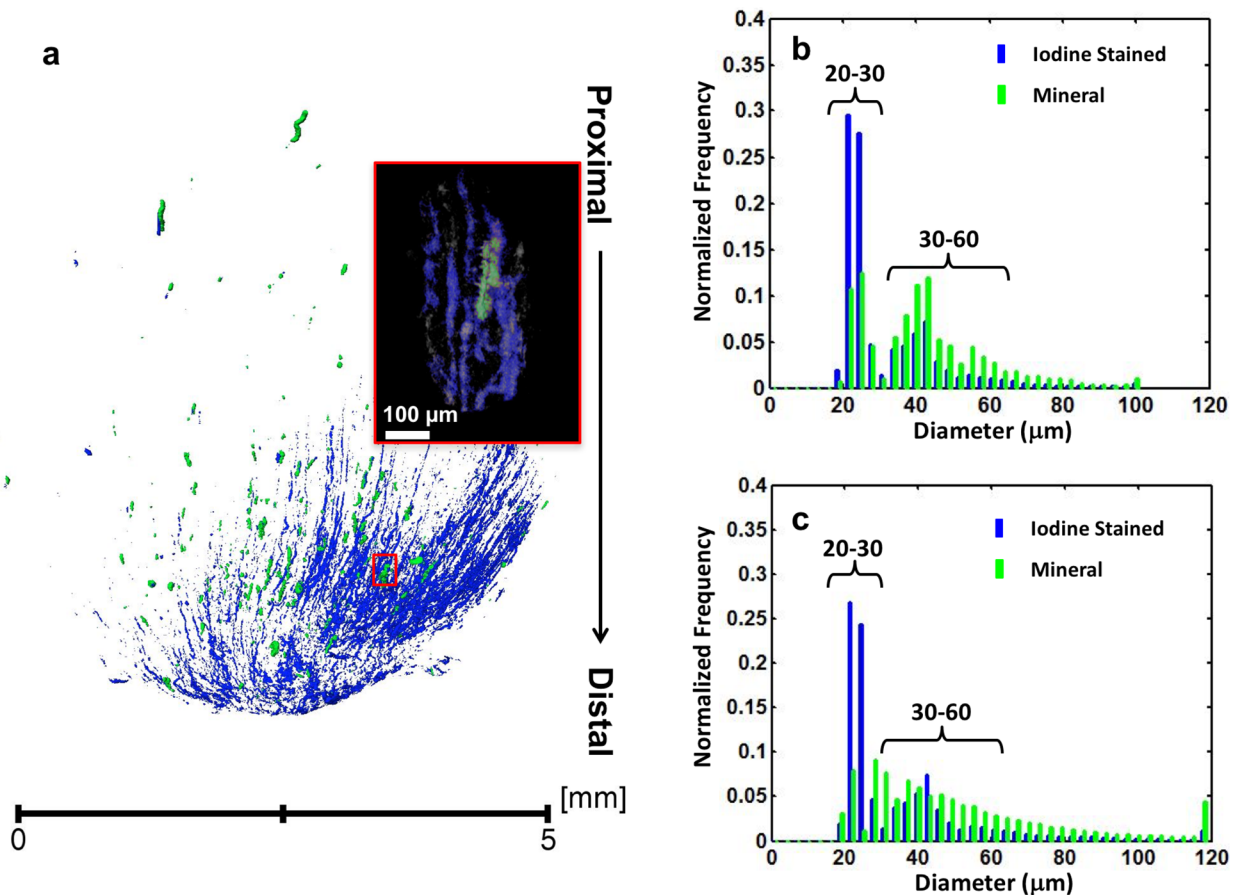 a
Proximal
Distal
100 μm
[mm]
0
5
b
Iodine Stained
Mineral
20-30
30-60
Normalized Frequency
0.4
0.35
0.3
0.25
0.2
0.15
0.1
0.05
0
0 20 40 60 80 100 120
Diameter (μm)
c
Iodine Stained
Mineral
20-30
30-60
Normalized Frequency
0.4
0.35
0.3
0.25
0.2
0.15
0.1
0.05
0
0 20 40 60 80 100 120
Diameter (μm)